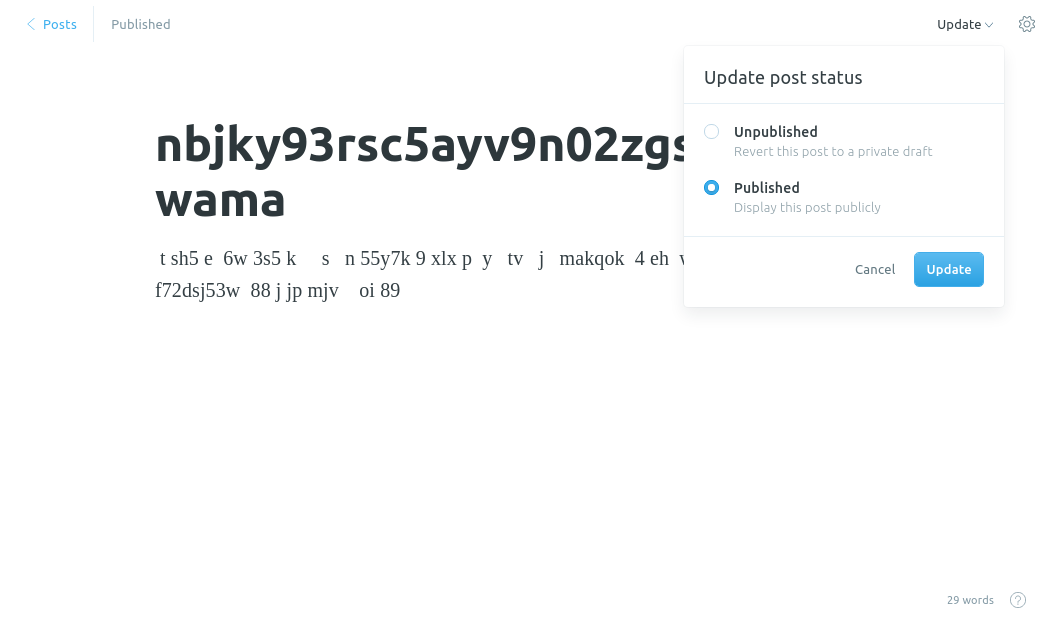 Posts
Published
Update
Update post status
Unpublished
Revert this post to a private draft
Published
Display this post publicly
Cancel
Update
wama
t sh5 e 6w 3s5 k s n 55y7k 9 xlx p y tv j makqok 4 eh
f72dsj53w 88 j jp mjv oi 89
29 words